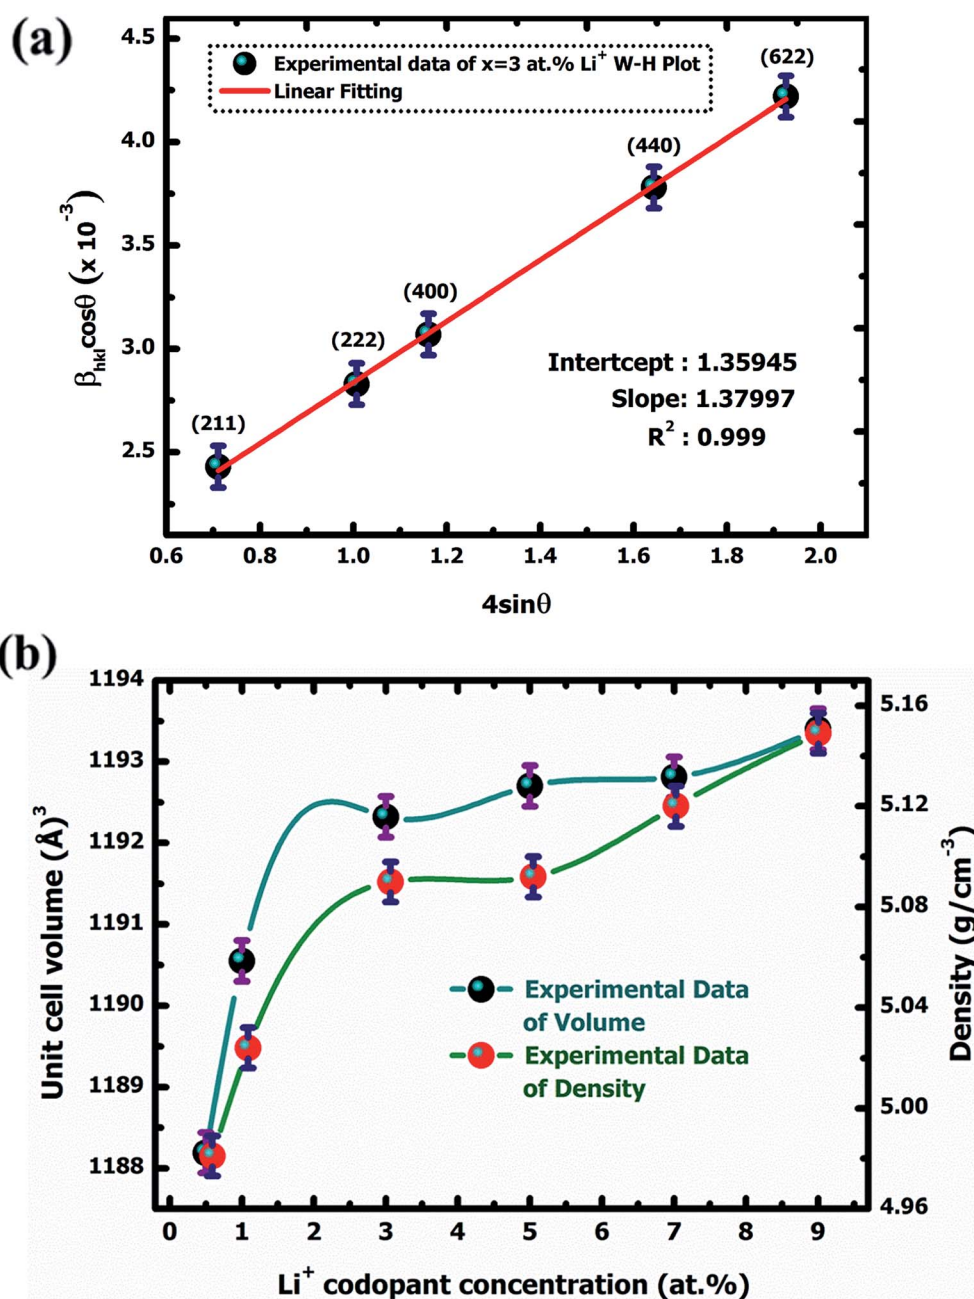 (a)
4.5
4.0
3.5
3.0
2.5
β_hkl cosθ (x 10^-3)
Experimental data of x=3 at.% Li^+ W-H Plot
Linear Fitting
(622)
(440)
(400)
(222)
(211)
Intertcept : 1.35945
Slope: 1.37997
R^2 : 0.999
0.6 0.8 1.0 1.2 1.4 1.6 1.8 2.0
4sinθ
(b)
1194
1193
1192
1191
1190
1189
1188
Unit cell volume (Å)^3
5.16
5.12
5.08
5.04
5.00
4.96
Density (g/cm^-3)
Experimental Data
of Volume
Experimental Data
of Density
0 1 2 3 4 5 6 7 8 9
Li^+ codopant concentration (at.%)